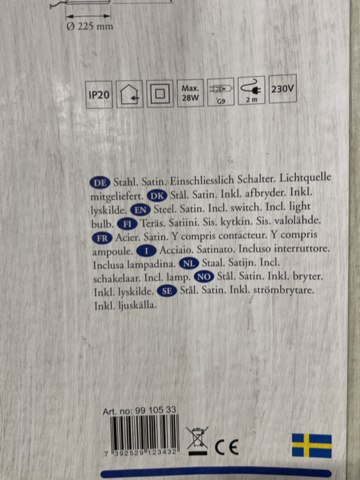 Ø 225 mm
IP20 Max. 28W G9 2 m 230V
DE Stahl. Satin. Einschliesslich Schalter. Lichtquelle
mitgeliefert. DK Stål. Satin. Inkl. afbryder. Inkl.
lyskilde. EN Steel. Satin. Incl. switch. Incl. light
bulb. FI Teräs. Satiini. Sis. kytkin. Sis. valolähde.
FR Acier. Satin. Y compris contacteur. Y compris
ampoule. I Acciaio. Satinato. Incluso interruttore.
Inclusa lampadina. NL Staal. Satijn. Incl.
schakelaar. Incl. lamp. NO Stål. Satin. Inkl. bryter.
Inkl. lyskilde. SE Stål. Satin. Inkl. strömbrytare.
Inkl. ljuskälla.
Art. no: 99 105 33
7 392529 123432
CE